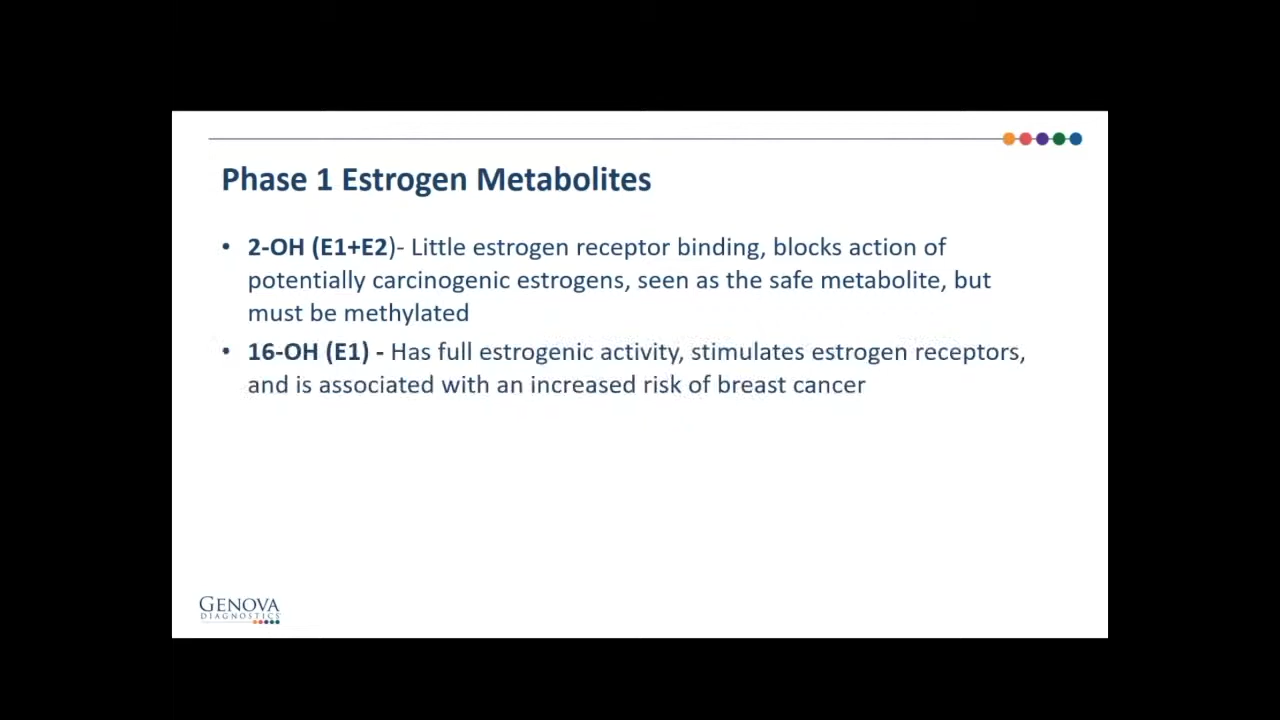 Phase 1 Estrogen Metabolites
• 2-OH (E1+E2)- Little estrogen receptor binding, blocks action of
potentially carcinogenic estrogens, seen as the safe metabolite, but
must be methylated
• 16-OH (E1) - Has full estrogenic activity, stimulates estrogen receptors,
and is associated with an increased risk of breast cancer
GENOVA
DIAGNOSTICS